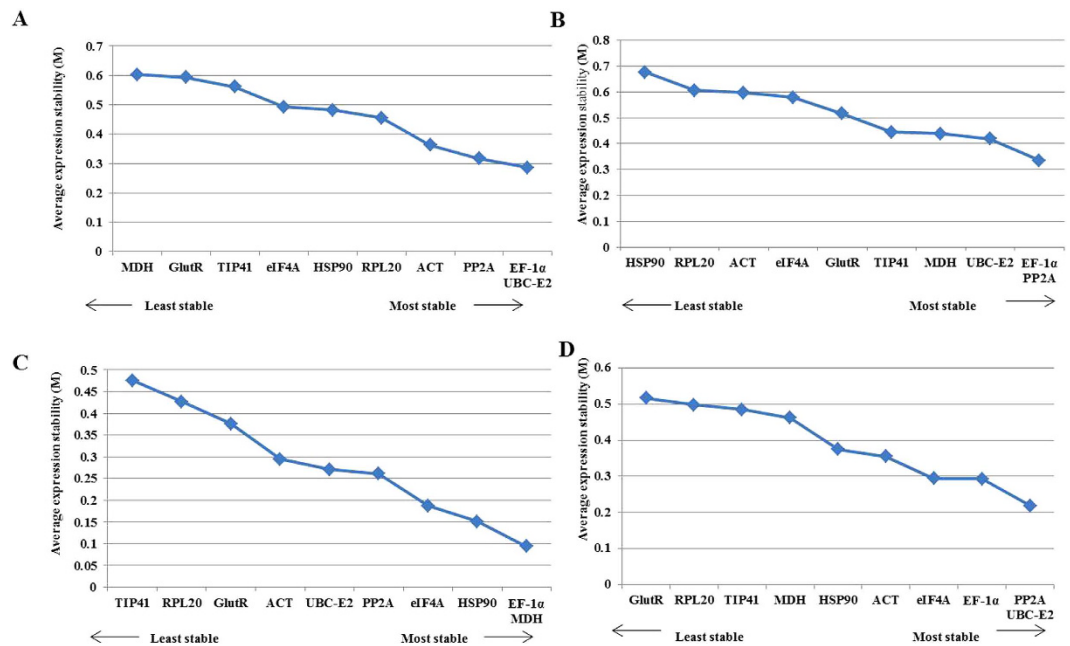 A
Average expression stability (M)
0.7
0.6
0.5
0.4
0.3
0.2
0.1
0
MDH GlutR TIP41 eIF4A HSP90 RPL20 ACT PP2A EF-1α
UBC-E2
Least stable Most stable
B
Average expression stability (M)
0.8
0.7
0.6
0.5
0.4
0.3
0.2
0.1
0
HSP90 RPL20 ACT eIF4A GlutR TIP41 MDH UBC-E2 EF-1α
PP2A
Least stable Most stable
C
Average expression stability (M)
0.5
0.45
0.4
0.35
0.3
0.25
0.2
0.15
0.1
0.05
0
TIP41 RPL20 GlutR ACT UBC-E2 PP2A eIF4A HSP90 EF-1α
MDH
Least stable Most stable
D
Average expression stability (M)
0.6
0.5
0.4
0.3
0.2
0.1
0
GlutR RPL20 TIP41 MDH HSP90 ACT eIF4A EF-1α PP2A
UBC-E2
Least stable Most stable